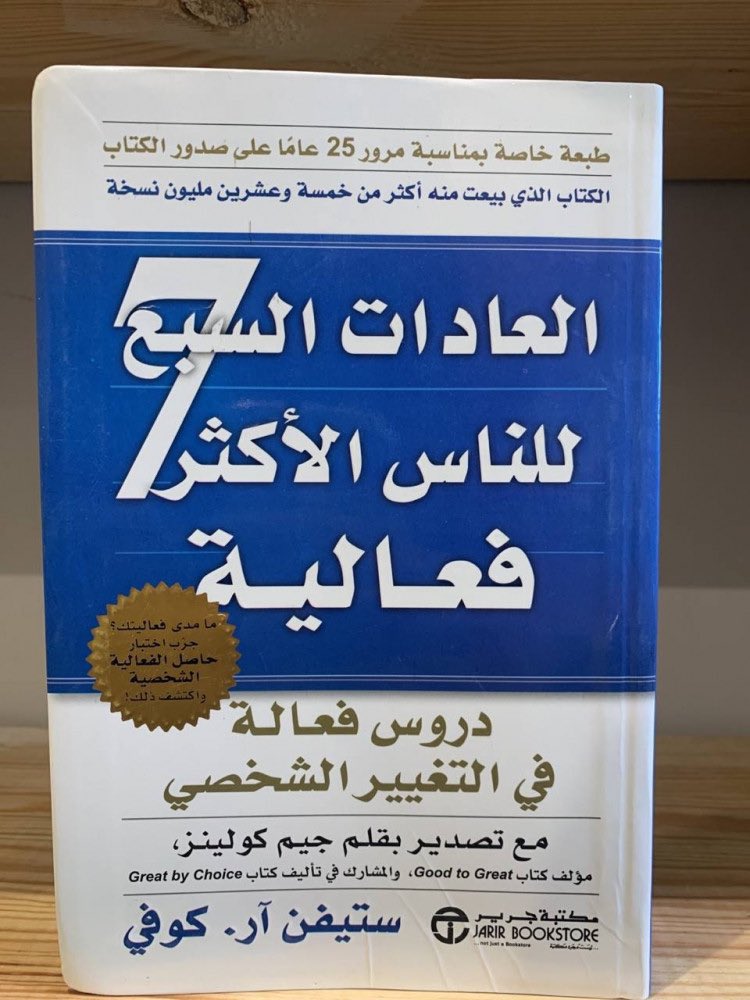 طبعة خاصة بمناسبة مرور 25 عامًا على صدور الكتاب
الكتاب الذي بيعت منه أكثر من خمسة وعشرين مليون نسخة
العادات السبع 7
للناس الأكثر
فعالية
ما مدى فعاليتك؟
جرب اختبار
حاصل الفعالية
الشخصية
واكتشف ذلك!
دروس فعالة
في التغيير الشخصي
مع تصدير بقلم جيم كولينز،
مؤلف كتاب Good to Great، والمشارك في تأليف كتاب Great by Choice
ستيفن آر. كوفي
مكتبة جرير
JARIR BOOKSTORE
...not just a Bookstore